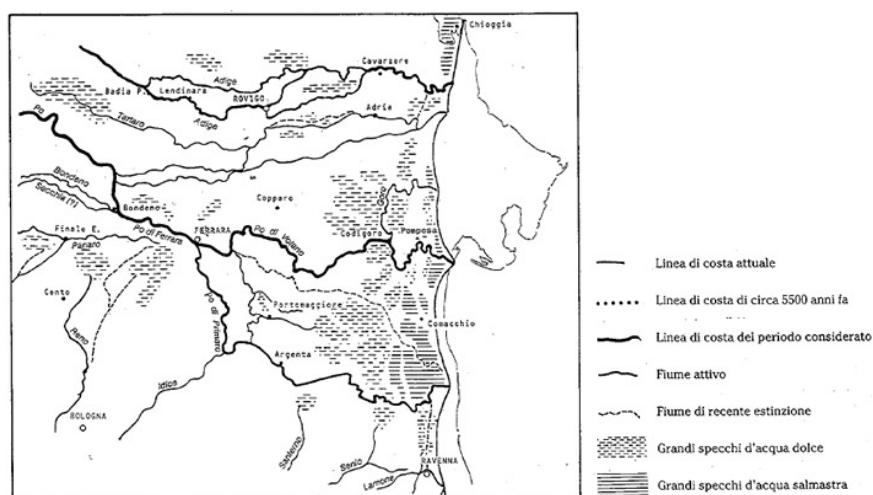 Chioggia
Cavarzere
Adige
Badia P.
Lendinara
ROVIGO
Adige
Adria
Tartaro
Po
Bondeno
Secchia (?)
Bondeno
Copparo
Goro
Finale E.
Panaro
Po di Ferrara
FERRARA
Po di Volano
Codigoro
Pomposa
Cento
Reno
Po di Primaro
Portomaggiore
Comacchio
Argenta
Idice
BOLOGNA
Santerno
Senio
Lamone
RAVENNA
Linea di costa attuale
Linea di costa di circa 5500 anni fa
Linea di costa del periodo considerato
Fiume attivo
Fiume di recente estinzione
Grandi specchi d'acqua dolce
Grandi specchi d'acqua salmastra